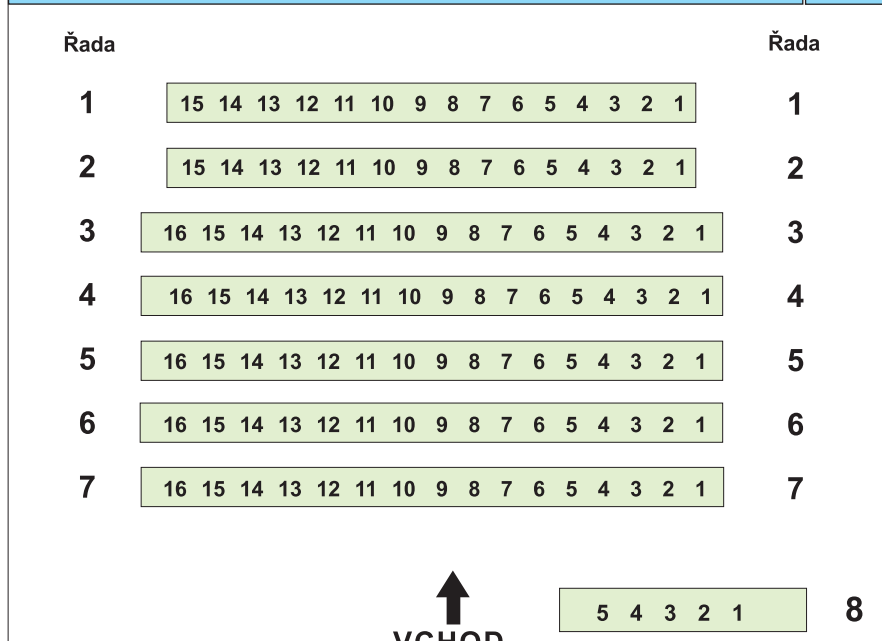 Řada Řada
1 15 14 13 12 11 10 9 8 7 6 5 4 3 2 1 1
2 15 14 13 12 11 10 9 8 7 6 5 4 3 2 1 2
3 16 15 14 13 12 11 10 9 8 7 6 5 4 3 2 1 3
4 16 15 14 13 12 11 10 9 8 7 6 5 4 3 2 1 4
5 16 15 14 13 12 11 10 9 8 7 6 5 4 3 2 1 5
6 16 15 14 13 12 11 10 9 8 7 6 5 4 3 2 1 6
7 16 15 14 13 12 11 10 9 8 7 6 5 4 3 2 1 7
5 4 3 2 1 8
VCHOD